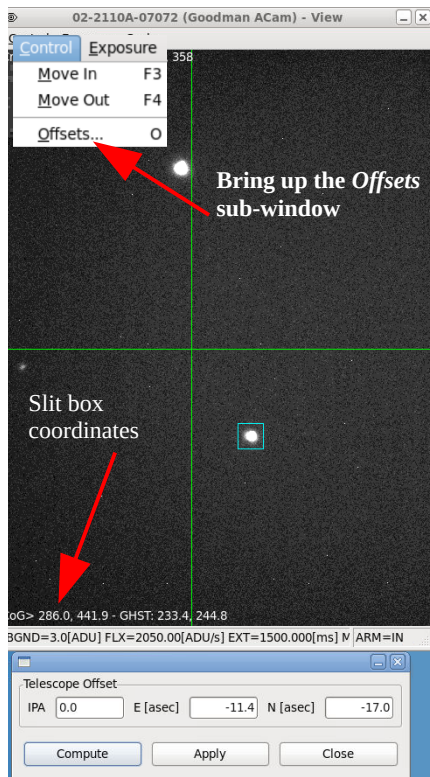 02-2110A-07072 (Goodman ACam) - View
Control Exposure
358
Move In F3
Move Out F4
Offsets... O
Bring up the Offsets
sub-window
Slit box
coordinates
CoG> 286.0, 441.9 - GHST: 233.4, 244.8
BGND=3.0[ADU] FLX=2050.00[ADU/s] EXT=1500.000[ms] M ARM=IN
Telescope Offset
IPA 0.0 E [asec] -11.4 N [asec] -17.0
Compute Apply Close